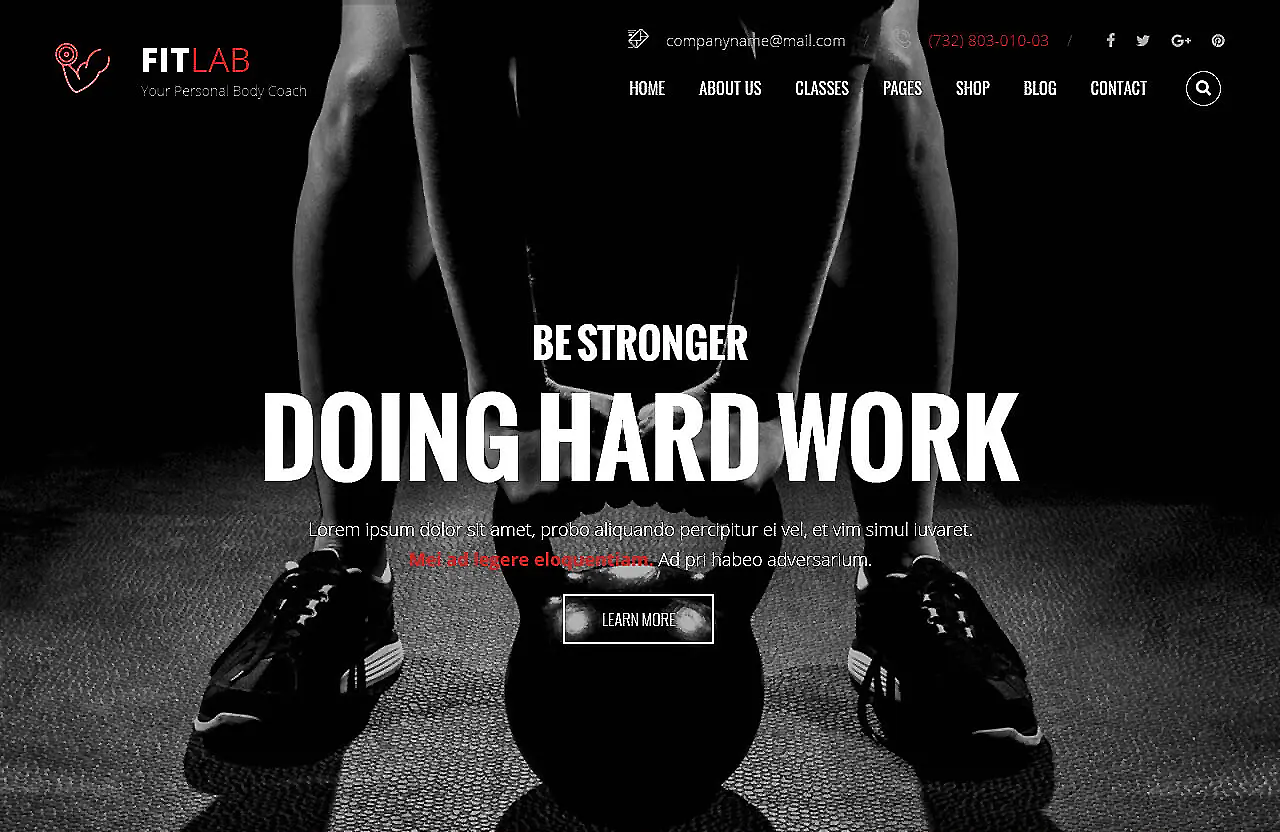 FITLAB
Your Personal Body Coach
companyname@mail.com / (732) 803-010-03 /
HOME ABOUT US CLASSES PAGES SHOP BLOG CONTACT
BE STRONGER
DOING HARD WORK
Lorem ipsum dolor sit amet, probo aliquando percipitur ei vel, et vim simul iuvaret.
Mei ad legere eloquentiam. Ad pri habeo adversarium.
LEARN MORE